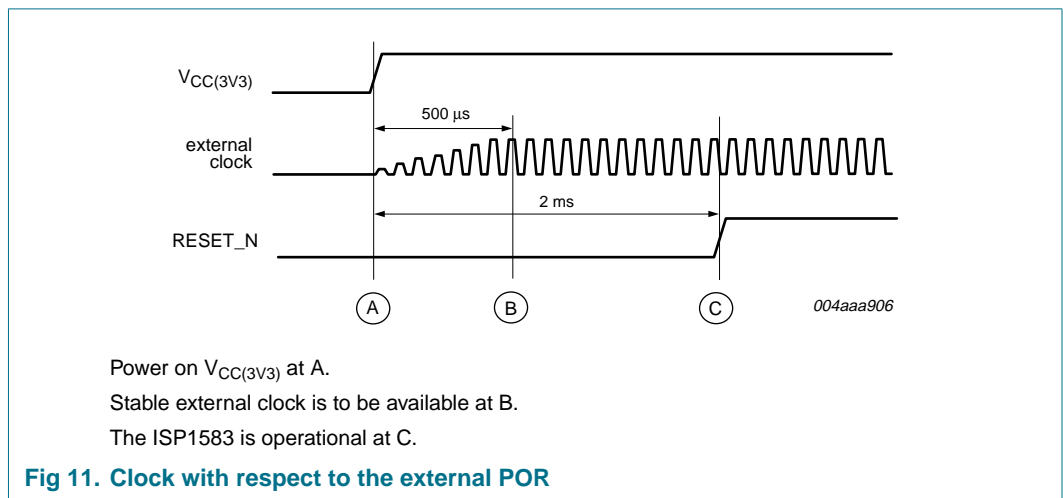 VCC(3V3)
500 μs
external
clock
2 ms
RESET_N
A
B
C
004aaa906
Power on VCC(3V3) at A.
Stable external clock is to be available at B.
The ISP1583 is operational at C.
Fig 11. Clock with respect to the external POR